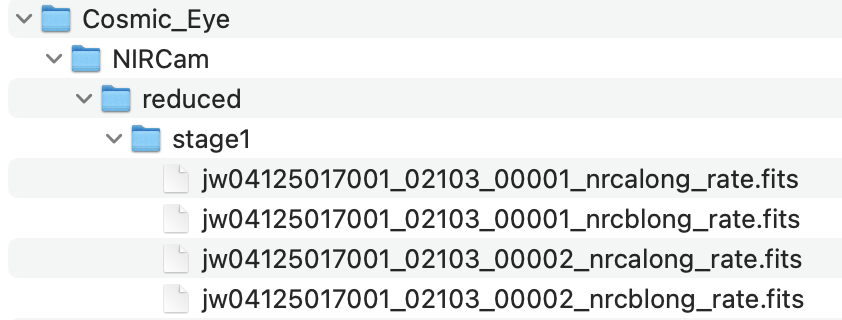 Cosmic_Eye
NIRCam
reduced
stage1
jw04125017001_02103_00001_nrcalong_rate.fits
jw04125017001_02103_00001_nrcblong_rate.fits
jw04125017001_02103_00002_nrcalong_rate.fits
jw04125017001_02103_00002_nrcblong_rate.fits